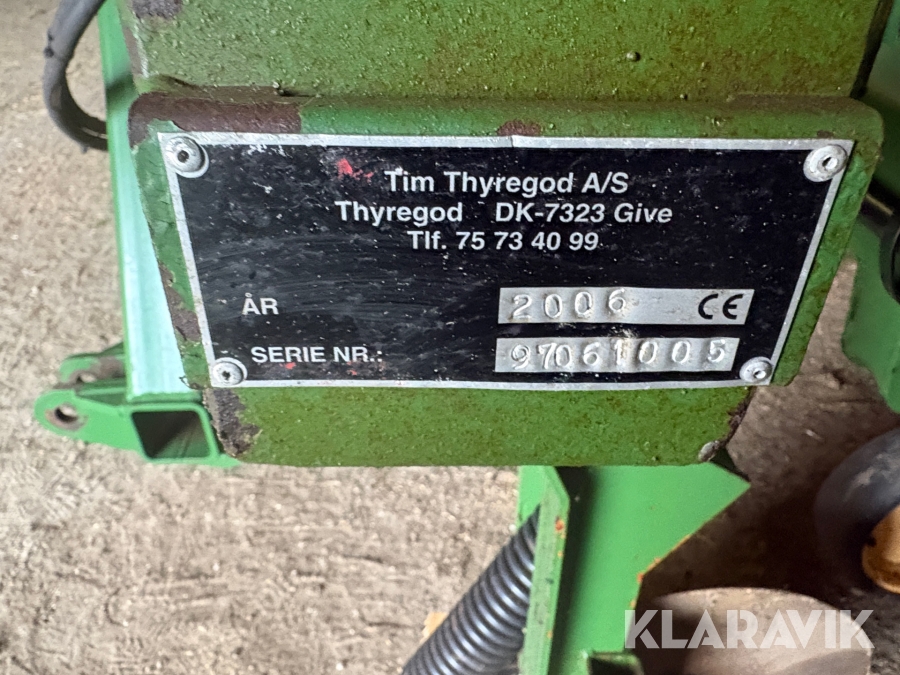 Tim Thyregod A/S
Thyregod DK-7323 Give
Tlf. 75 73 40 99
ÅR 2006 CE
SERIE NR.: 97061005
KLARAVIK